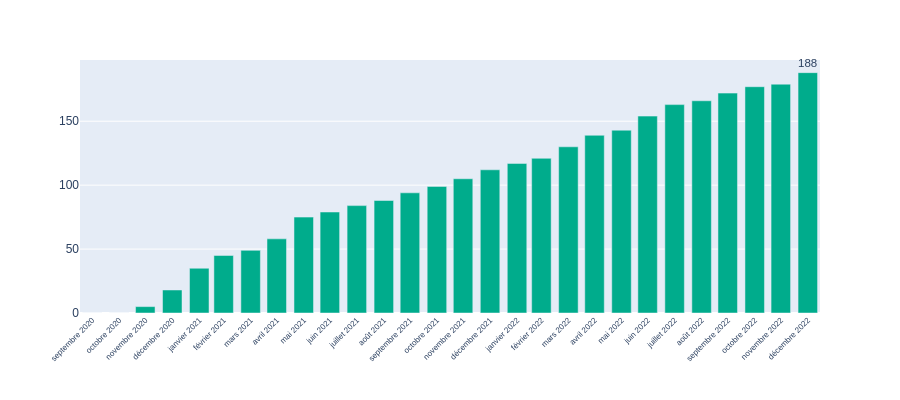 188
150
100
50
0
septembre 2020
octobre 2020
novembre 2020
décembre 2020
janvier 2021
février 2021
mars 2021
avril 2021
mai 2021
juin 2021
juillet 2021
août 2021
septembre 2021
octobre 2021
novembre 2021
décembre 2021
janvier 2022
février 2022
mars 2022
avril 2022
mai 2022
juin 2022
juillet 2022
août 2022
septembre 2022
octobre 2022
novembre 2022
décembre 2022